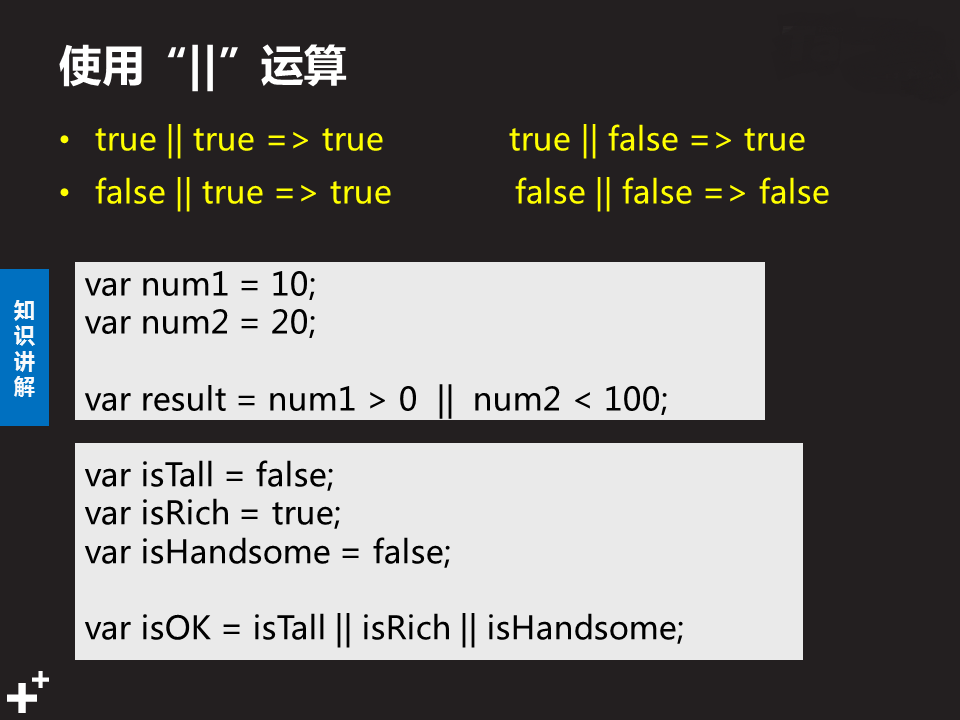 使用“||”运算
• true || true => true true || false => true
• false || true => true false || false => false
知识讲解
var num1 = 10;
var num2 = 20;
var result = num1 > 0 || num2 < 100;
var isTall = false;
var isRich = true;
var isHandsome = false;
var isOK = isTall || isRich || isHandsome;